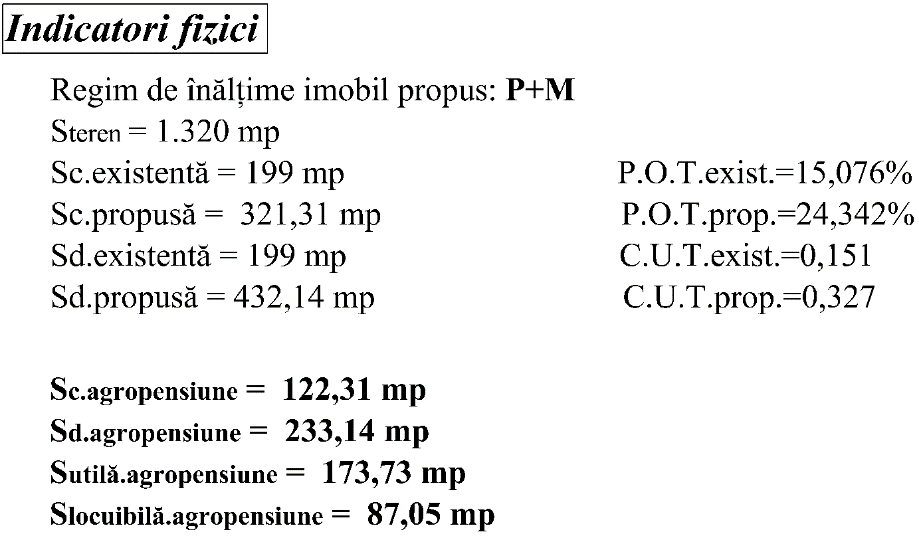 Indicatori fizici
Regim de înălțime imobil propus: P+M
Steren = 1.320 mp
Sc.existentă = 199 mp P.O.T.exist.=15,076%
Sc.propusă = 321,31 mp P.O.T.prop.=24,342%
Sd.existentă = 199 mp C.U.T.exist.=0,151
Sd.propusă = 432,14 mp C.U.T.prop.=0,327
Sc.agropensiune = 122,31 mp
Sd.agropensiune = 233,14 mp
Sutilă.agropensiune = 173,73 mp
Slocuibilă.agropensiune = 87,05 mp